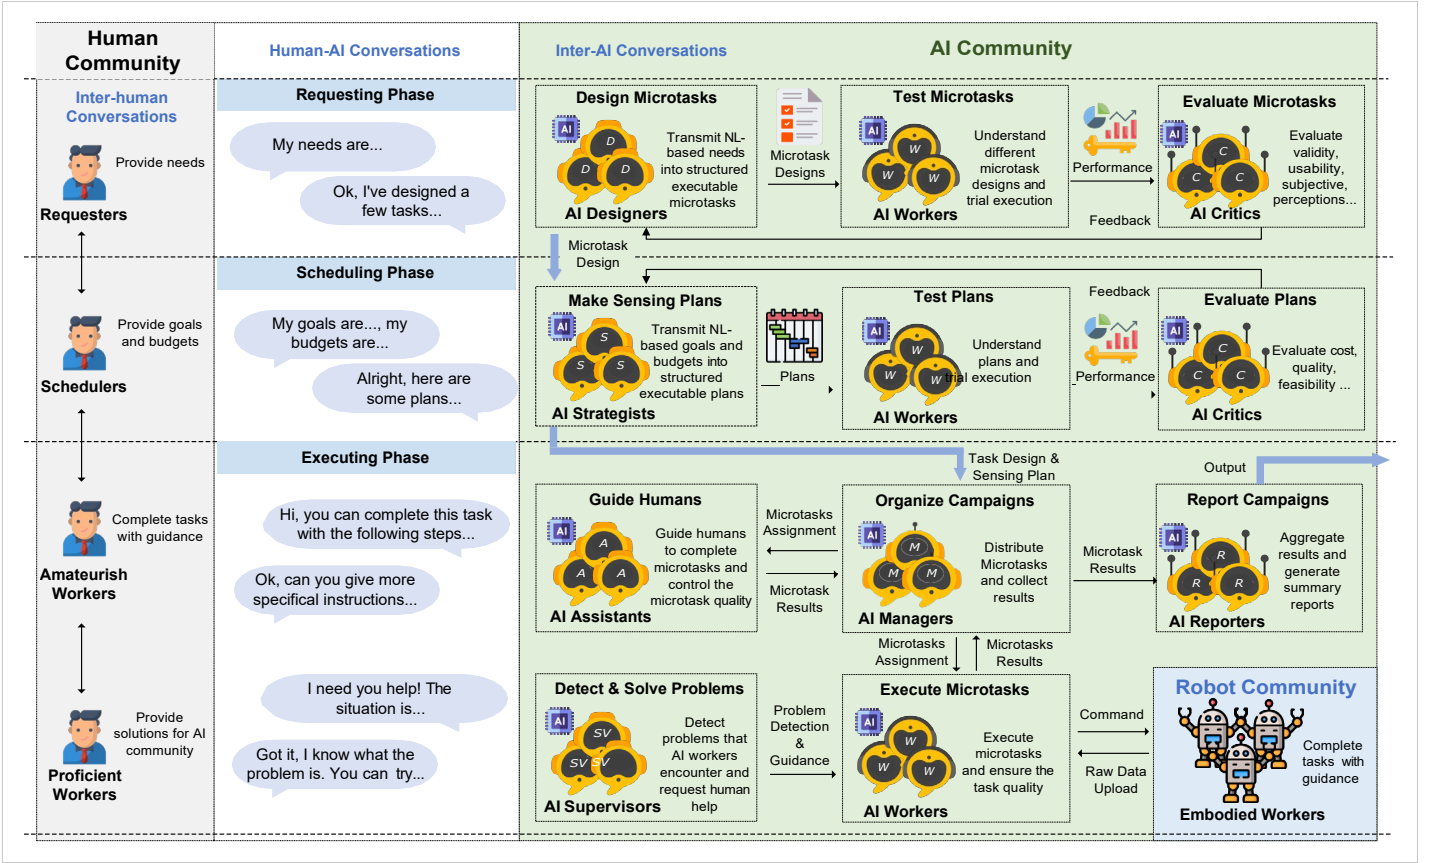 Human
Community
Human-AI Conversations
Inter-AI Conversations
AI Community
Inter-human
Conversations
Provide needs
Requesters
Requesting Phase
My needs are...
Ok, I've designed a
few tasks...
Design Microtasks
AI
D
D
D
Transmit NL-
based needs
into structured
executable
microtasks
AI Designers
Microtask
Designs
Test Microtasks
AI
W
W
W
Understand
different
microtask
designs and
trial execution
AI Workers
Performance
Evaluate Microtasks
AI
C
C
C
Evaluate
validity,
usability,
subjective,
perceptions...
AI Critics
Feedback
Microtask
Design
Provide goals
and budgets
Schedulers
Scheduling Phase
My goals are..., my
budgets are...
Alright, here are
some plans...
Make Sensing Plans
AI
S
S
S
Transmit NL-
based goals and
budgets into
structured
executable plans
AI Strategists
Plans
Test Plans
AI
W
W
W
Understand
plans and
trial execution
AI Workers
Performance
Feedback
Evaluate Plans
AI
C
C
C
Evaluate cost,
quality,
feasibility ...
AI Critics
Task Design &
Sensing Plan
Output
Complete tasks
with guidance
Amateurish
Workers
Executing Phase
Hi, you can complete this task
with the following steps...
Ok, can you give more
specifical instructions...
Guide Humans
AI
A
A
A
Guide humans
to complete
microtasks and
control the
microtask quality
AI Assistants
Microtasks
Assignment
Microtask
Results
Organize Campaigns
AI
M
M
M
Distribute
Microtasks
and collect
results
AI Managers
Microtask
Results
Report Campaigns
AI
R
R
R
Aggregate
results and
generate
summary
reports
AI Reporters
Microtasks
Assignment
Microtasks
Results
Provide
solutions for AI
community
Proficient
Workers
I need you help! The
situation is...
Got it, I know what the
problem is. You can try...
Detect & Solve Problems
AI
SV
SV
SV
Detect
problems that
AI workers
encounter and
request human
help
AI Supervisors
Problem
Detection
&
Guidance
Execute Microtasks
AI
W
W
W
Execute
microtasks
and ensure the
task quality
AI Workers
Command
Raw Data
Upload
Robot Community
Complete
tasks with
guidance
Embodied Workers